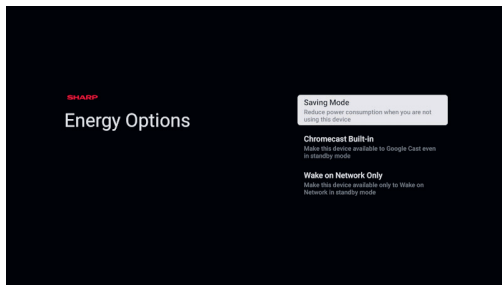 SHARP
Energy Options
Saving Mode
Reduce power consumption when you are not
using this device
Chromecast Built-in
Make this device available to Google Cast even
in standby mode
Wake on Network Only
Make this device available only to Wake on
Network in standby mode